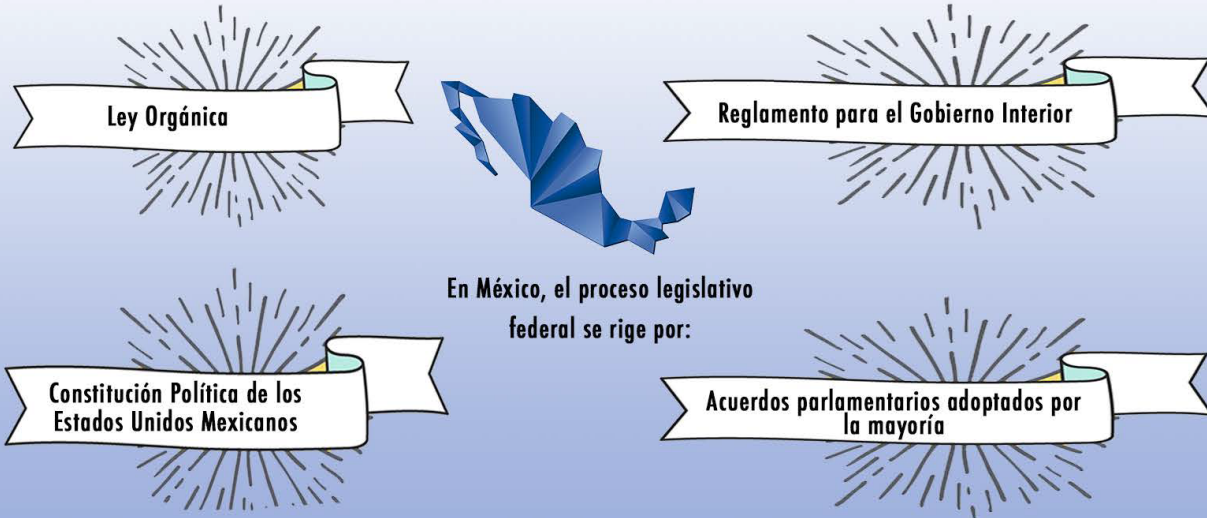 Ley Orgánica
Reglamento para el Gobierno Interior
En México, el proceso legislativo
federal se rige por:
Constitución Política de los
Estados Unidos Mexicanos
Acuerdos parlamentarios adoptados por
la mayoría